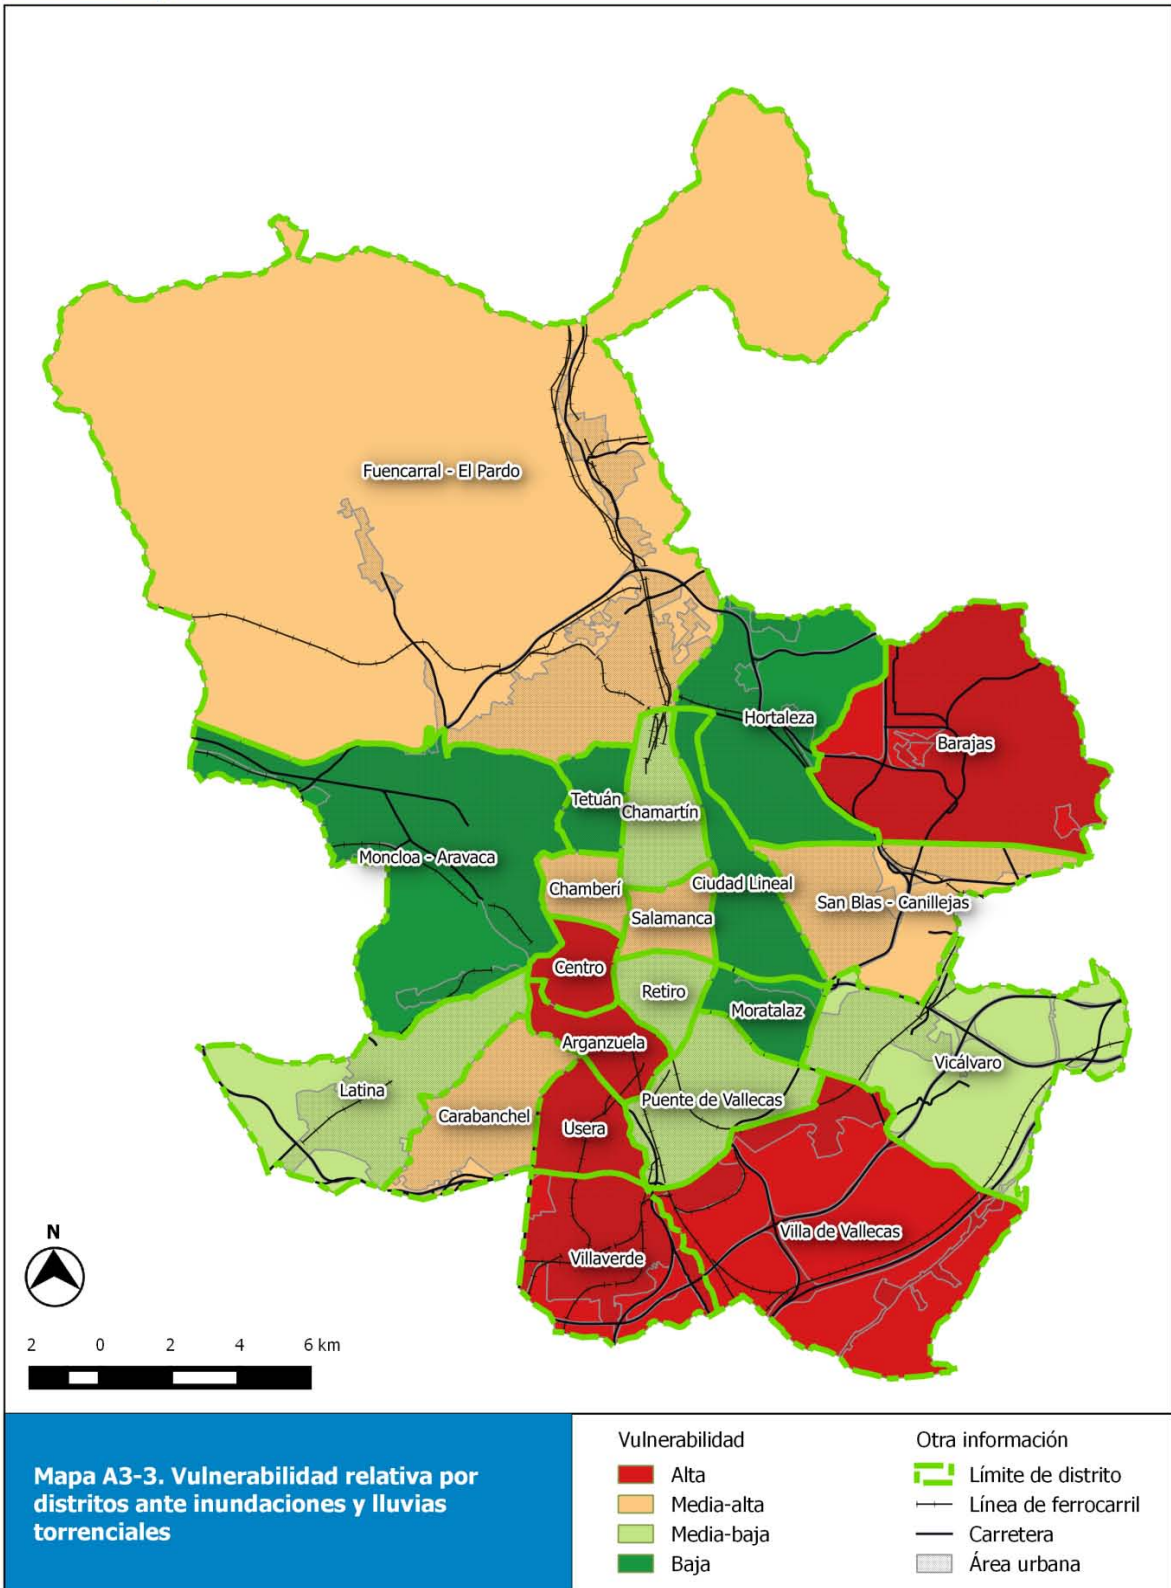 Fuencarral - El Pardo
Hortaleza
Barajas
Tetuán
Chamartín
Moncloa - Aravaca
Chamberí
Ciudad Lineal
San Blas - Canillejas
Salamanca
Centro
Retiro
Moratalaz
Arganzuela
Vicálvaro
Latina
Puente de Vallecas
Carabanchel
Usera
Villa de Vallecas
Villaverde
N
2 0 2 4 6 km
Mapa A3-3. Vulnerabilidad relativa por
distritos ante inundaciones y lluvias
torrenciales
Vulnerabilidad
Alta
Media-alta
Media-baja
Baja
Otra información
Límite de distrito
Línea de ferrocarril
Carretera
Área urbana